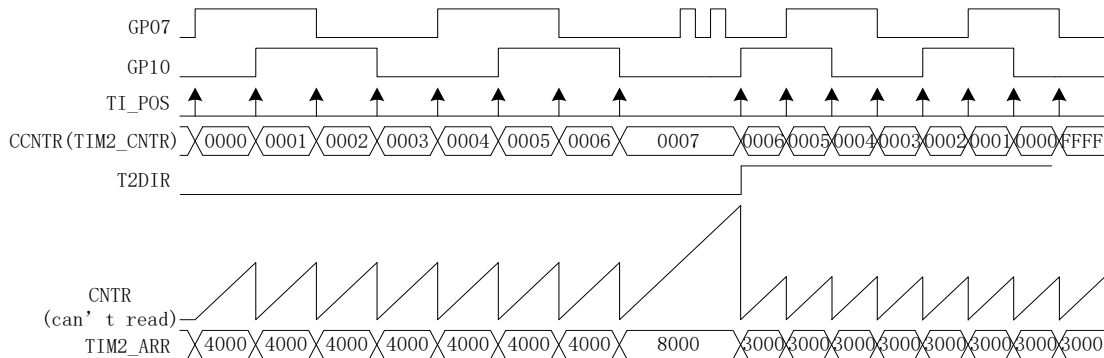 GP07
GP10
TI_POS
CCNTR(TIM2_CNTR) 0000 0001 0002 0003 0004 0005 0006 0007 0006 0005 0004 0003 0002 0001 0000 FFFF
T2DIR
CNTR
(can't read)
TIM2_ARR 4000 4000 4000 4000 4000 4000 4000 8000 3000 3000 3000 3000 3000 3000 3000 3000